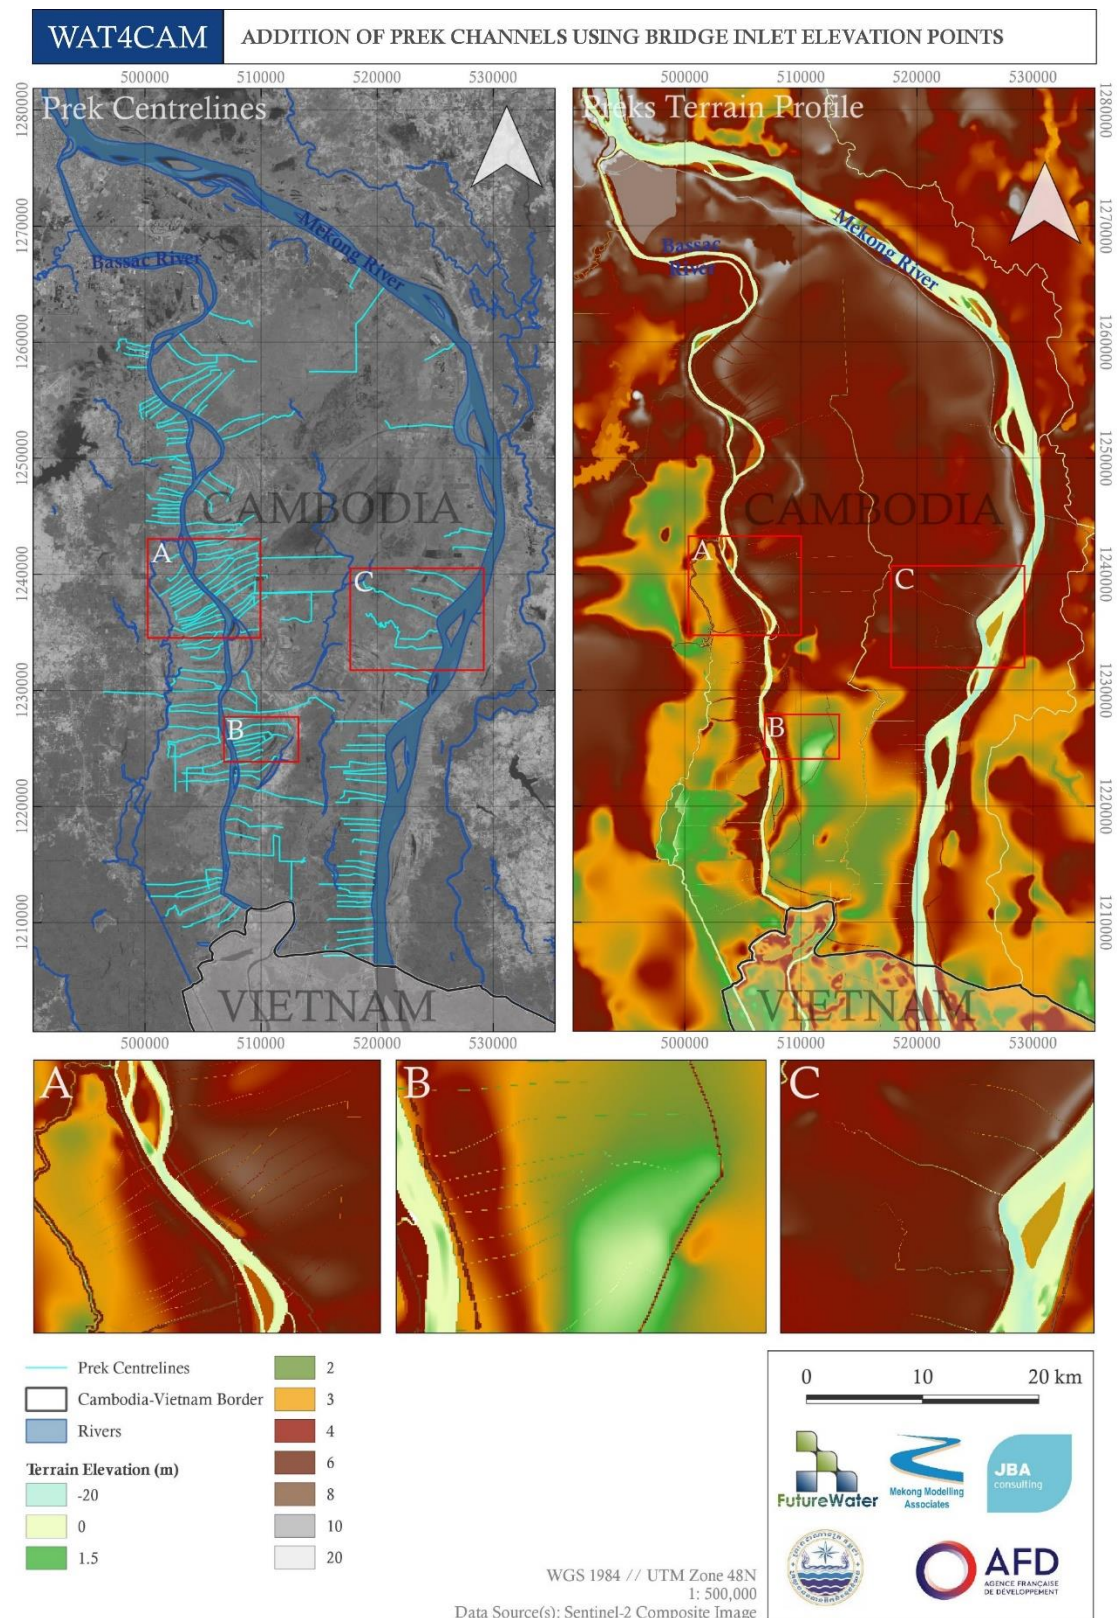 WAT4CAM
ADDITION OF PREK CHANNELS USING BRIDGE INLET ELEVATION POINTS
500000 510000 520000 530000
500000 510000 520000 530000
Prek Centrelines
Preks Terrain Profile
1280000
1270000
1260000
1250000
1240000
1230000
1220000
1210000
1280000
1270000
1260000
1250000
1240000
1230000
1220000
1210000
Mekong River
Bassac River
Mekong River
Bassac
River
CAMBODIA
CAMBODIA
A
C
B
A
C
B
VIETNAM
VIETNAM
500000 510000 520000 530000
500000 510000 520000 530000
A
B
C
Prek Centrelines
Cambodia-Vietnam Border
Rivers
Terrain Elevation (m)
-20
0
1.5
2
3
4
6
8
10
20
0 10 20 km
FutureWater
Mekong Modelling
Associates
JBA
consulting
AFD
AGENCE FRANÇAISE
DE DÉVELOPPEMENT
WGS 1984 // UTM Zone 48N
1: 500,000
Data Source(s): Sentinel-2 Composite Image